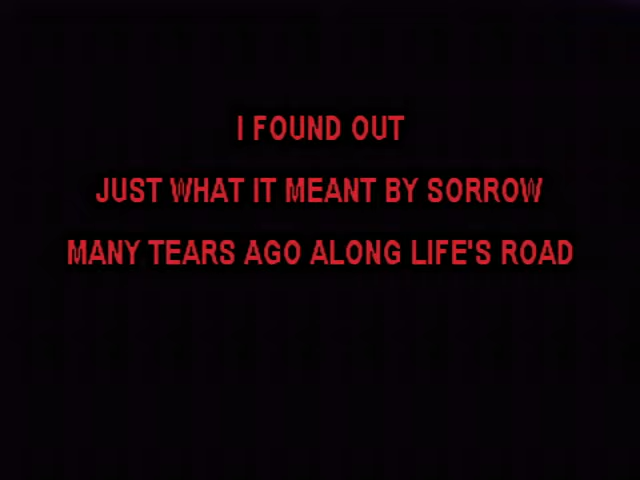 I FOUND OUT
JUST WHAT IT MEANT BY SORROW
MANY TEARS AGO ALONG LIFE'S ROAD